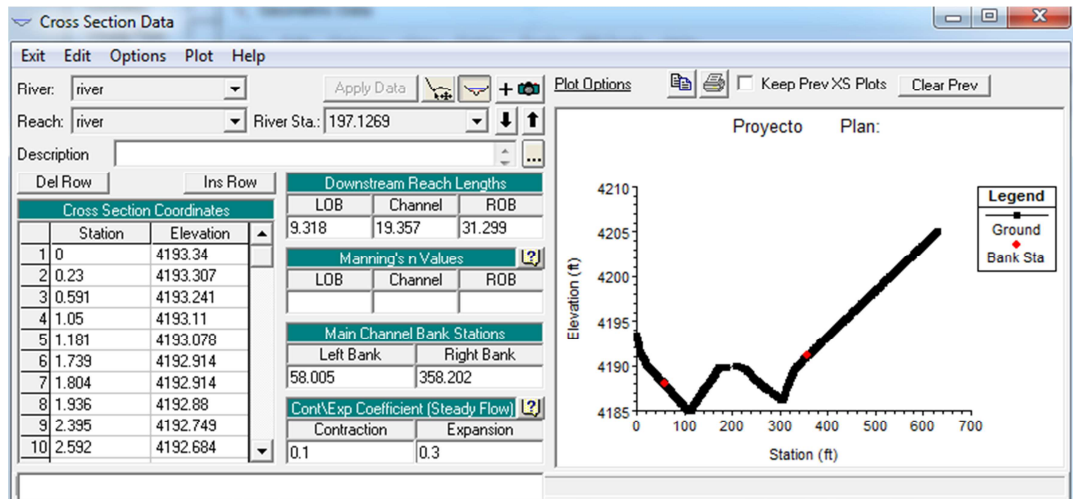 Cross Section Data
Exit Edit Options Plot Help
River: river Apply Data
Reach: river River Sta.: 197.1269
Description ...
Del Row Ins Row
Cross Section Coordinates
Station Elevation
1 0 4193.34
2 0.23 4193.307
3 0.591 4193.241
4 1.05 4193.11
5 1.181 4193.078
6 1.739 4192.914
7 1.804 4192.914
8 1.936 4192.88
9 2.395 4192.749
10 2.592 4192.684
Downstream Reach Lengths
LOB Channel ROB
9.318 19.357 31.299
Manning's n Values
LOB Channel ROB
Main Channel Bank Stations
Left Bank Right Bank
58.005 358.202
Cont\Exp Coefficient (Steady Flow)
Contraction Expansion
0.1 0.3
Plot Options Keep Prev XS Plots Clear Prev
Proyecto Plan:
Elevation (ft)
4210
4205
4200
4195
4190
4185
0 100 200 300 400 500 600 700
Station (ft)
Legend
Ground
Bank Sta